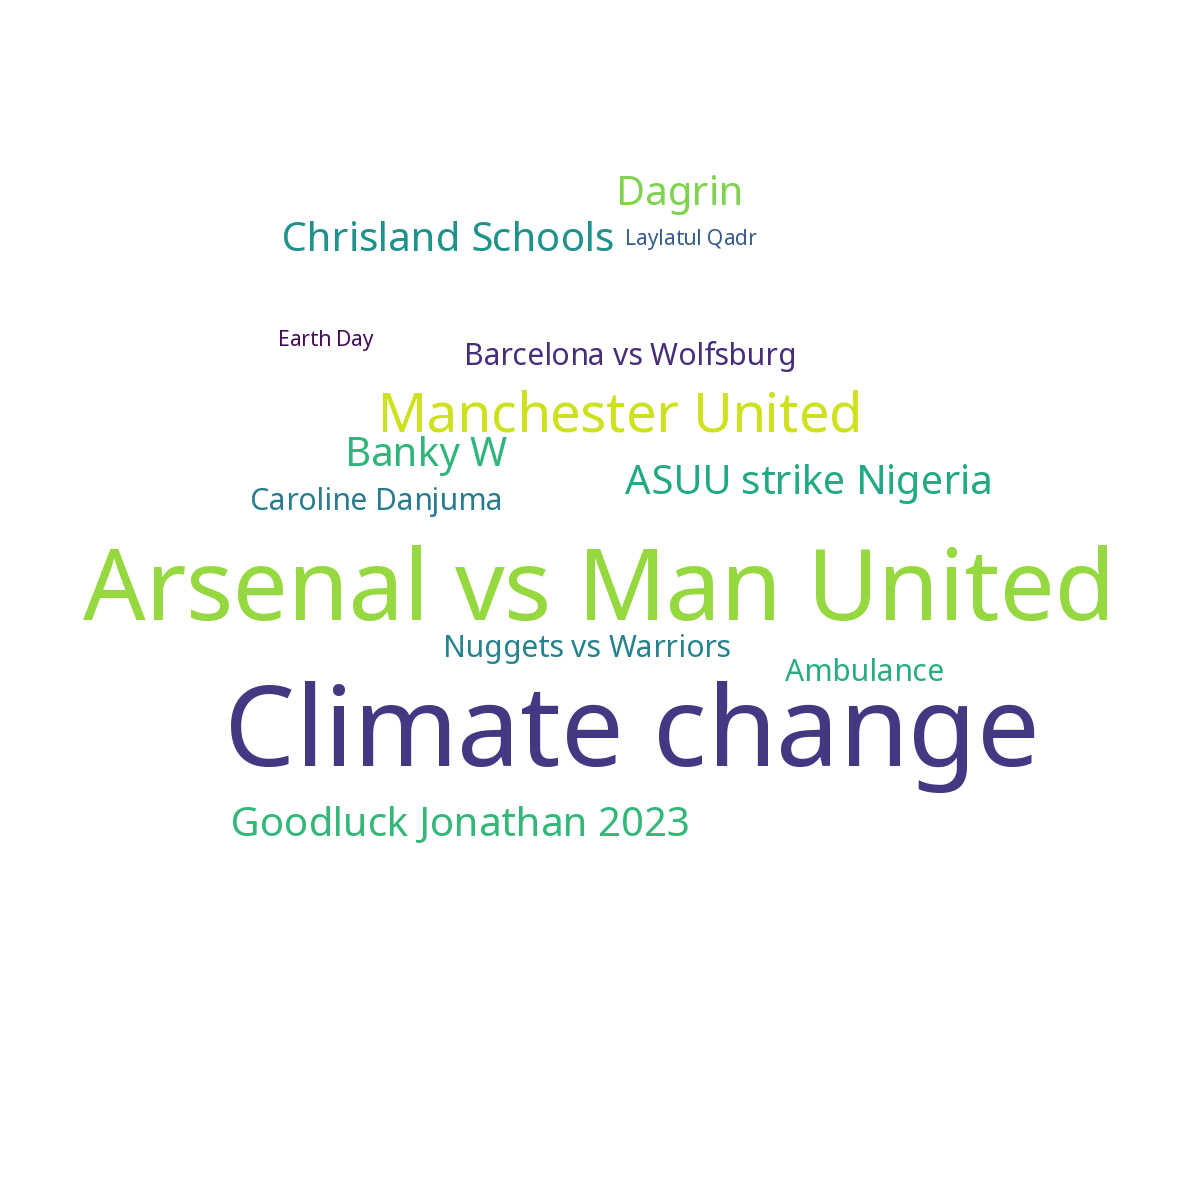 Dagrin
Chrisland Schools
Laylatul Qadr
Earth Day
Barcelona vs Wolfsburg
Manchester United
Banky W
ASUU strike Nigeria
Caroline Danjuma
Arsenal vs Man United
Nuggets vs Warriors
Ambulance
Climate change
Goodluck Jonathan 2023